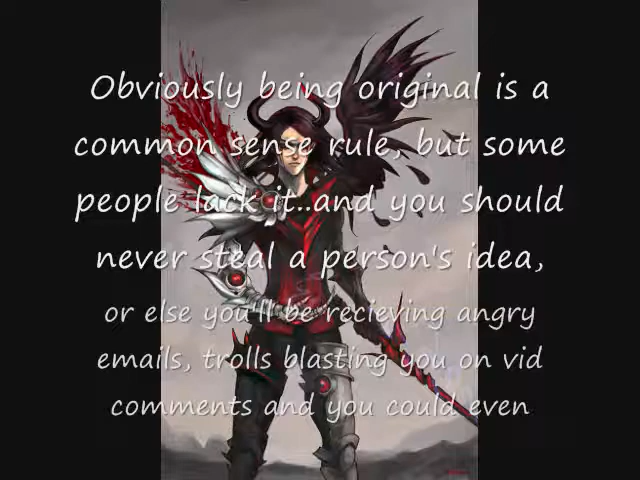 Obviously being original is a
common sense rule, but some
people lack it..and you should
never steal a person's idea,
or else you'll be recieving angry
emails, trolls blasting you on vid
comments and you could even